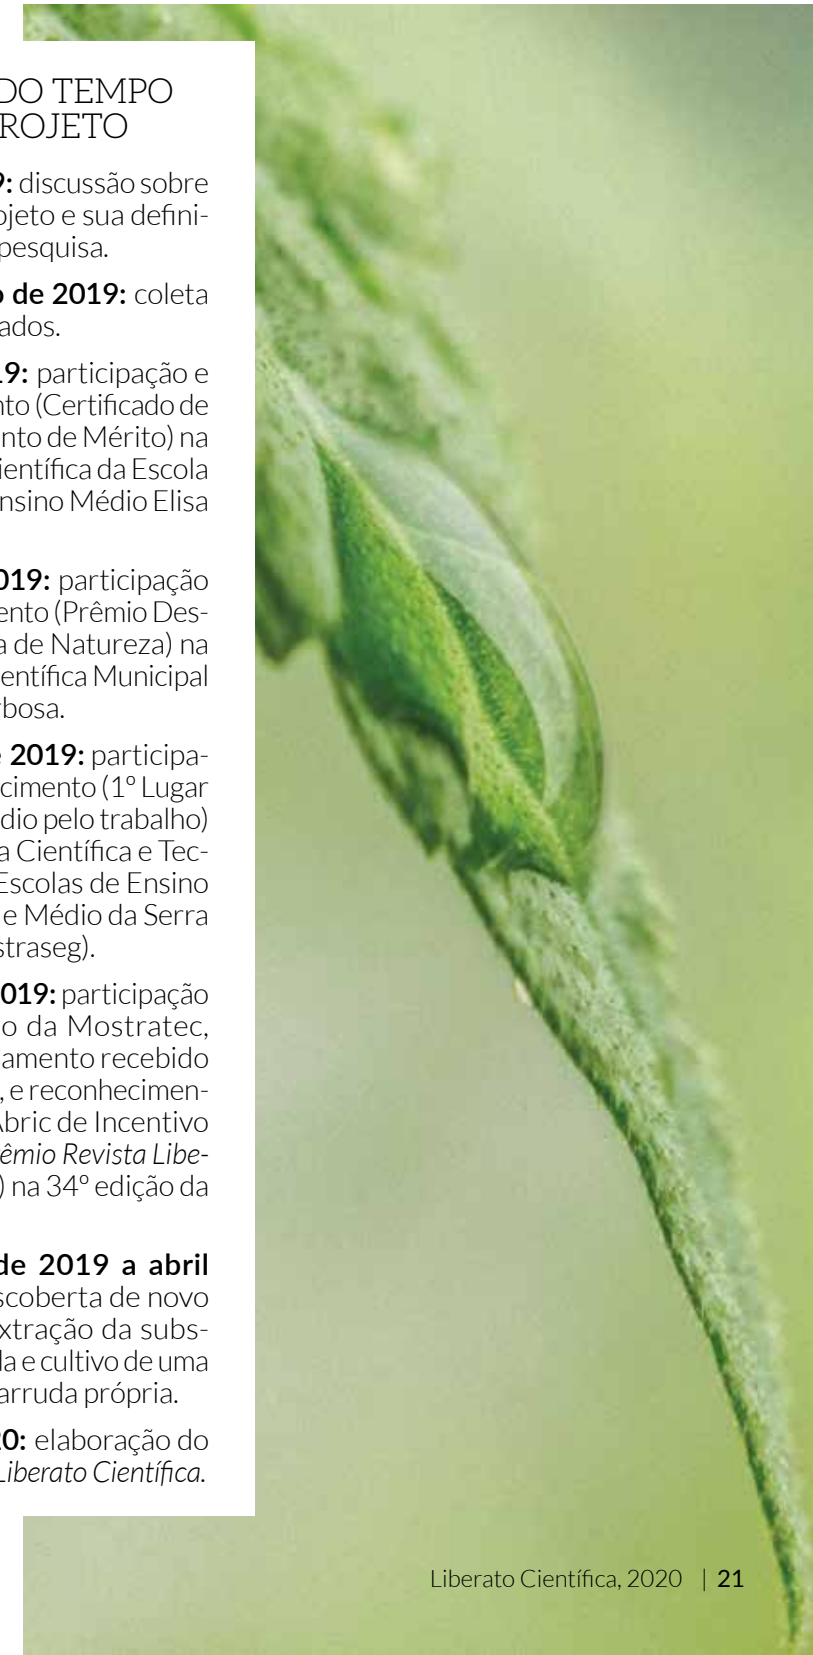 DO TEMPO
ROJETO
9: discussão sobre
ojeto e sua defini-
pesquisa.
o de 2019: coleta
ados.
19: participação e
nto (Certificado de
nto de Mérito) na
ientífica da Escola
nsino Médio Elisa
019: participação
ento (Prêmio Des-
a de Natureza) na
entífica Municipal
rbosa.
e 2019: participa-
cimento (1º Lugar
dio pelo trabalho)
a Científica e Tec-
Escolas de Ensino
e Médio da Serra
straseg).
019: participação
o da Mostratec,
amento recebido
, e reconhecimen-
Abric de Incentivo
êmio Revista Libe-
) na 34º edição da
de 2019 a abril
scoberta de novo
xtração da subs-
da e cultivo de uma
arruda própria.
20: elaboração do
Liberato Científica.
Liberato Científica, 2020 | 21